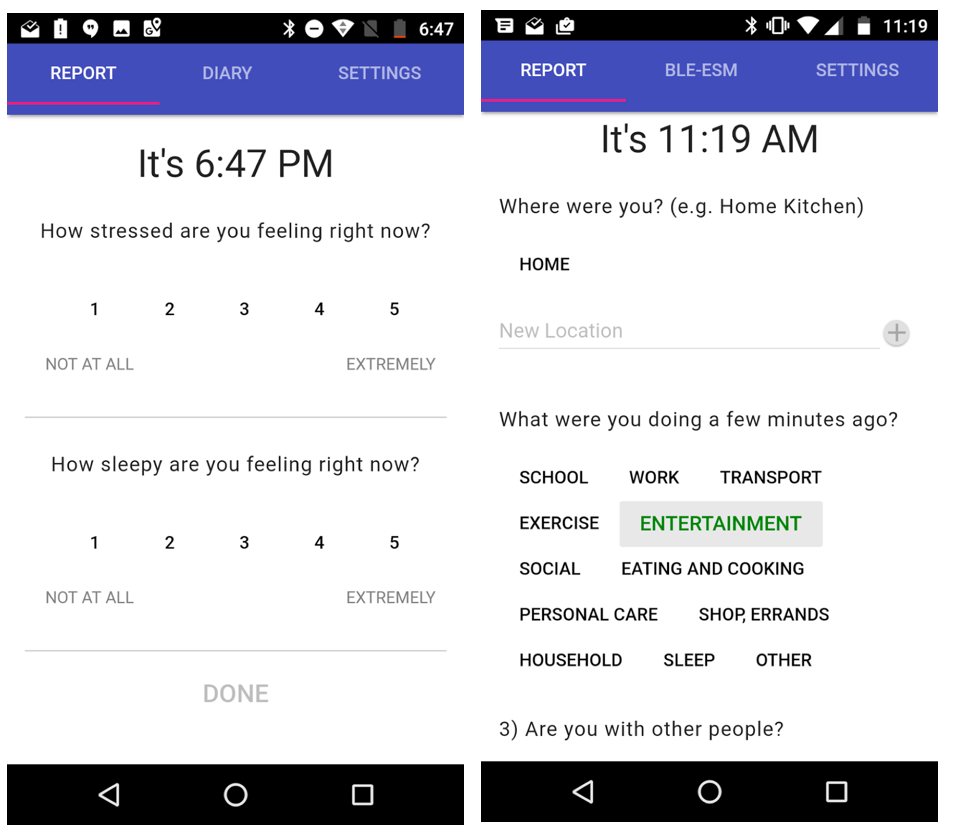 6:47
REPORT DIARY SETTINGS
It's 6:47 PM
How stressed are you feeling right now?
1 2 3 4 5
NOT AT ALL EXTREMELY
How sleepy are you feeling right now?
1 2 3 4 5
NOT AT ALL EXTREMELY
DONE
11:19
REPORT BLE-ESM SETTINGS
It's 11:19 AM
Where were you? (e.g. Home Kitchen)
HOME
New Location
What were you doing a few minutes ago?
SCHOOL WORK TRANSPORT
EXERCISE ENTERTAINMENT
SOCIAL EATING AND COOKING
PERSONAL CARE SHOP, ERRANDS
HOUSEHOLD SLEEP OTHER
3) Are you with other people?